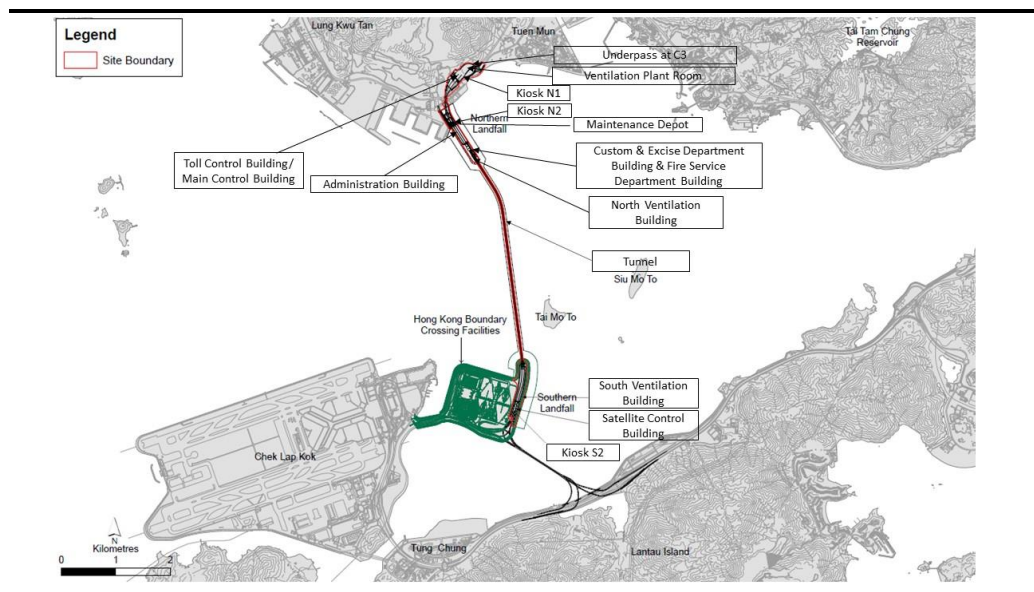 Legend
Site Boundary
Lung Kwu Tan
Tuen Mun
Tai Tam Chung
Reservoir
Underpass at C3
Ventilation Plant Room
Kiosk N1
Kiosk N2
Northern
Landfall
Maintenance Depot
Toll Control Building/
Main Control Building
Administration Building
Custom & Excise Department
Building & Fire Service
Department Building
North Ventilation
Building
Tunnel
Siu Mo To
Tai Mo To
Hong Kong Boundary
Crossing Facilities
Southern
Landfall
South Ventilation
Building
Satellite Control
Building
Kiosk S2
Chek Lap Kok
Tung Chung
Lantau Island
N
Kilometres
0 1 2